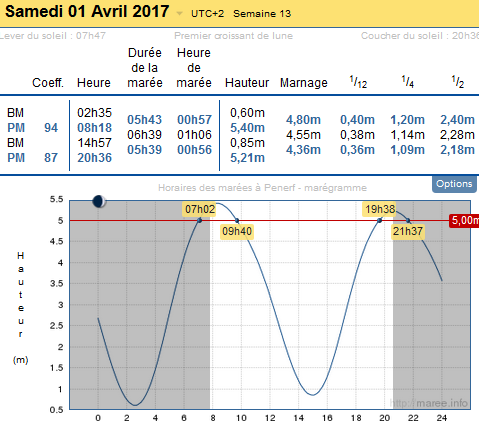 Samedi 01 Avril 2017 UTC+2 Semaine 13
Lever du soleil : 07h47 Premier croissant de lune Coucher du soleil : 20h36
Coeff. Heure Durée de la marée Heure de marée Hauteur Marnage 1/12 1/4 1/2
BM 02h35 0,60m
05h43 00h57 4,80m 0,40m 1,20m 2,40m
PM 94 08h18 5,40m
06h39 01h06 4,55m 0,38m 1,14m 2,28m
BM 14h57 0,85m
05h39 00h56 4,36m 0,36m 1,09m 2,18m
PM 87 20h36 5,21m
Options
Horaires des marées à Penerf - marégramme
Hauteur (m)
5.5
5
4.5
4
3.5
3
2.5
2
1.5
1
0.5
07h02
09h40
19h38
21h37
5,00m
http://maree.info
0 2 4 6 8 10 12 14 16 18 20 22 24